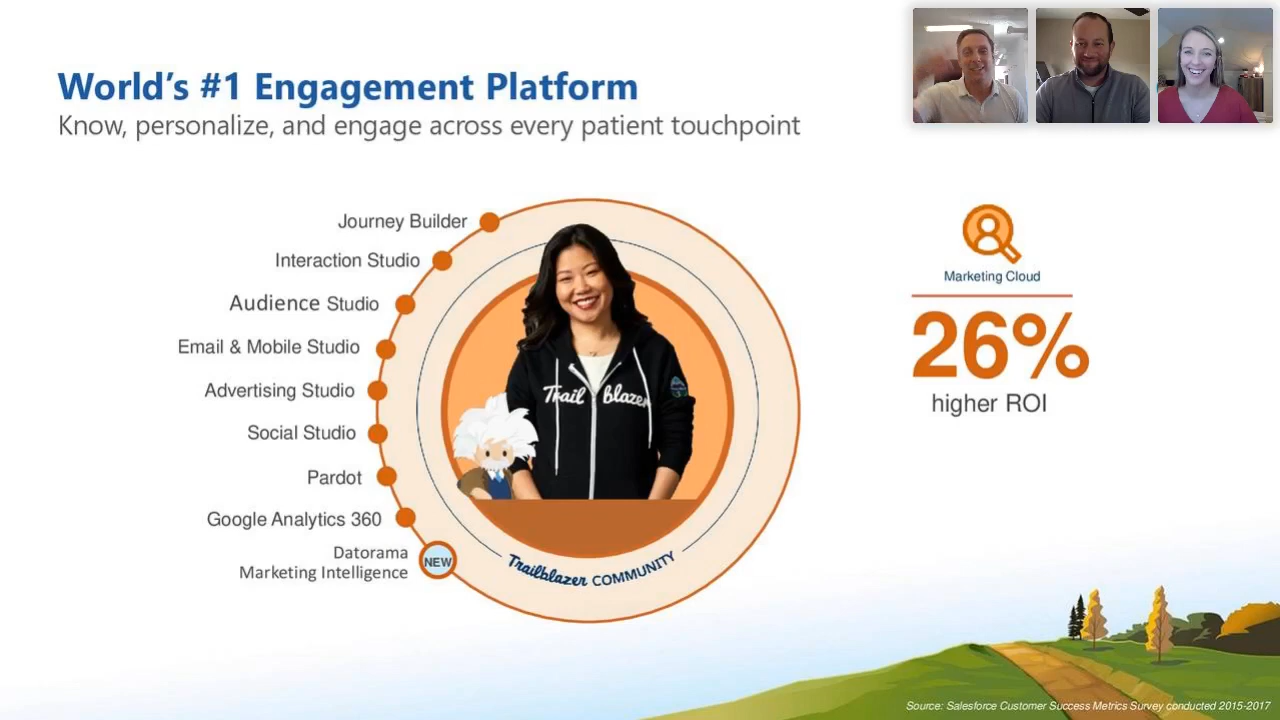 World's #1 Engagement Platform
Know, personalize, and engage across every patient touchpoint
Journey Builder
Interaction Studio
Audience Studio
Email & Mobile Studio
Advertising Studio
Social Studio
Pardot
Google Analytics 360
Datorama
Marketing Intelligence
NEW
Trail blazer
Trailblazer COMMUNITY
Marketing Cloud
26%
higher ROI
Source: Salesforce Customer Success Metrics Survey conducted 2015-2017